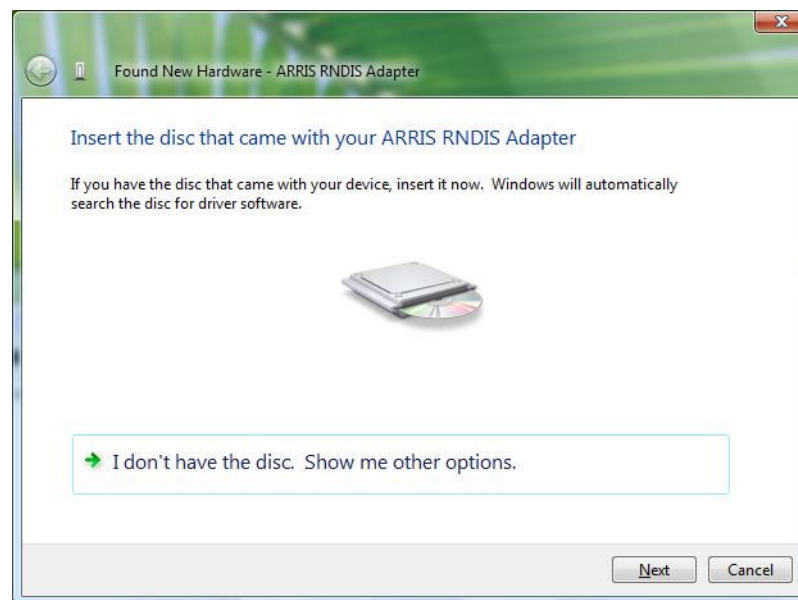 Found New Hardware - ARRIS RNDIS Adapter
Insert the disc that came with your ARRIS RNDIS Adapter
If you have the disc that came with your device, insert it now.  Windows will automatically
search the disc for driver software.
I don't have the disc.  Show me other options.
Next
Cancel